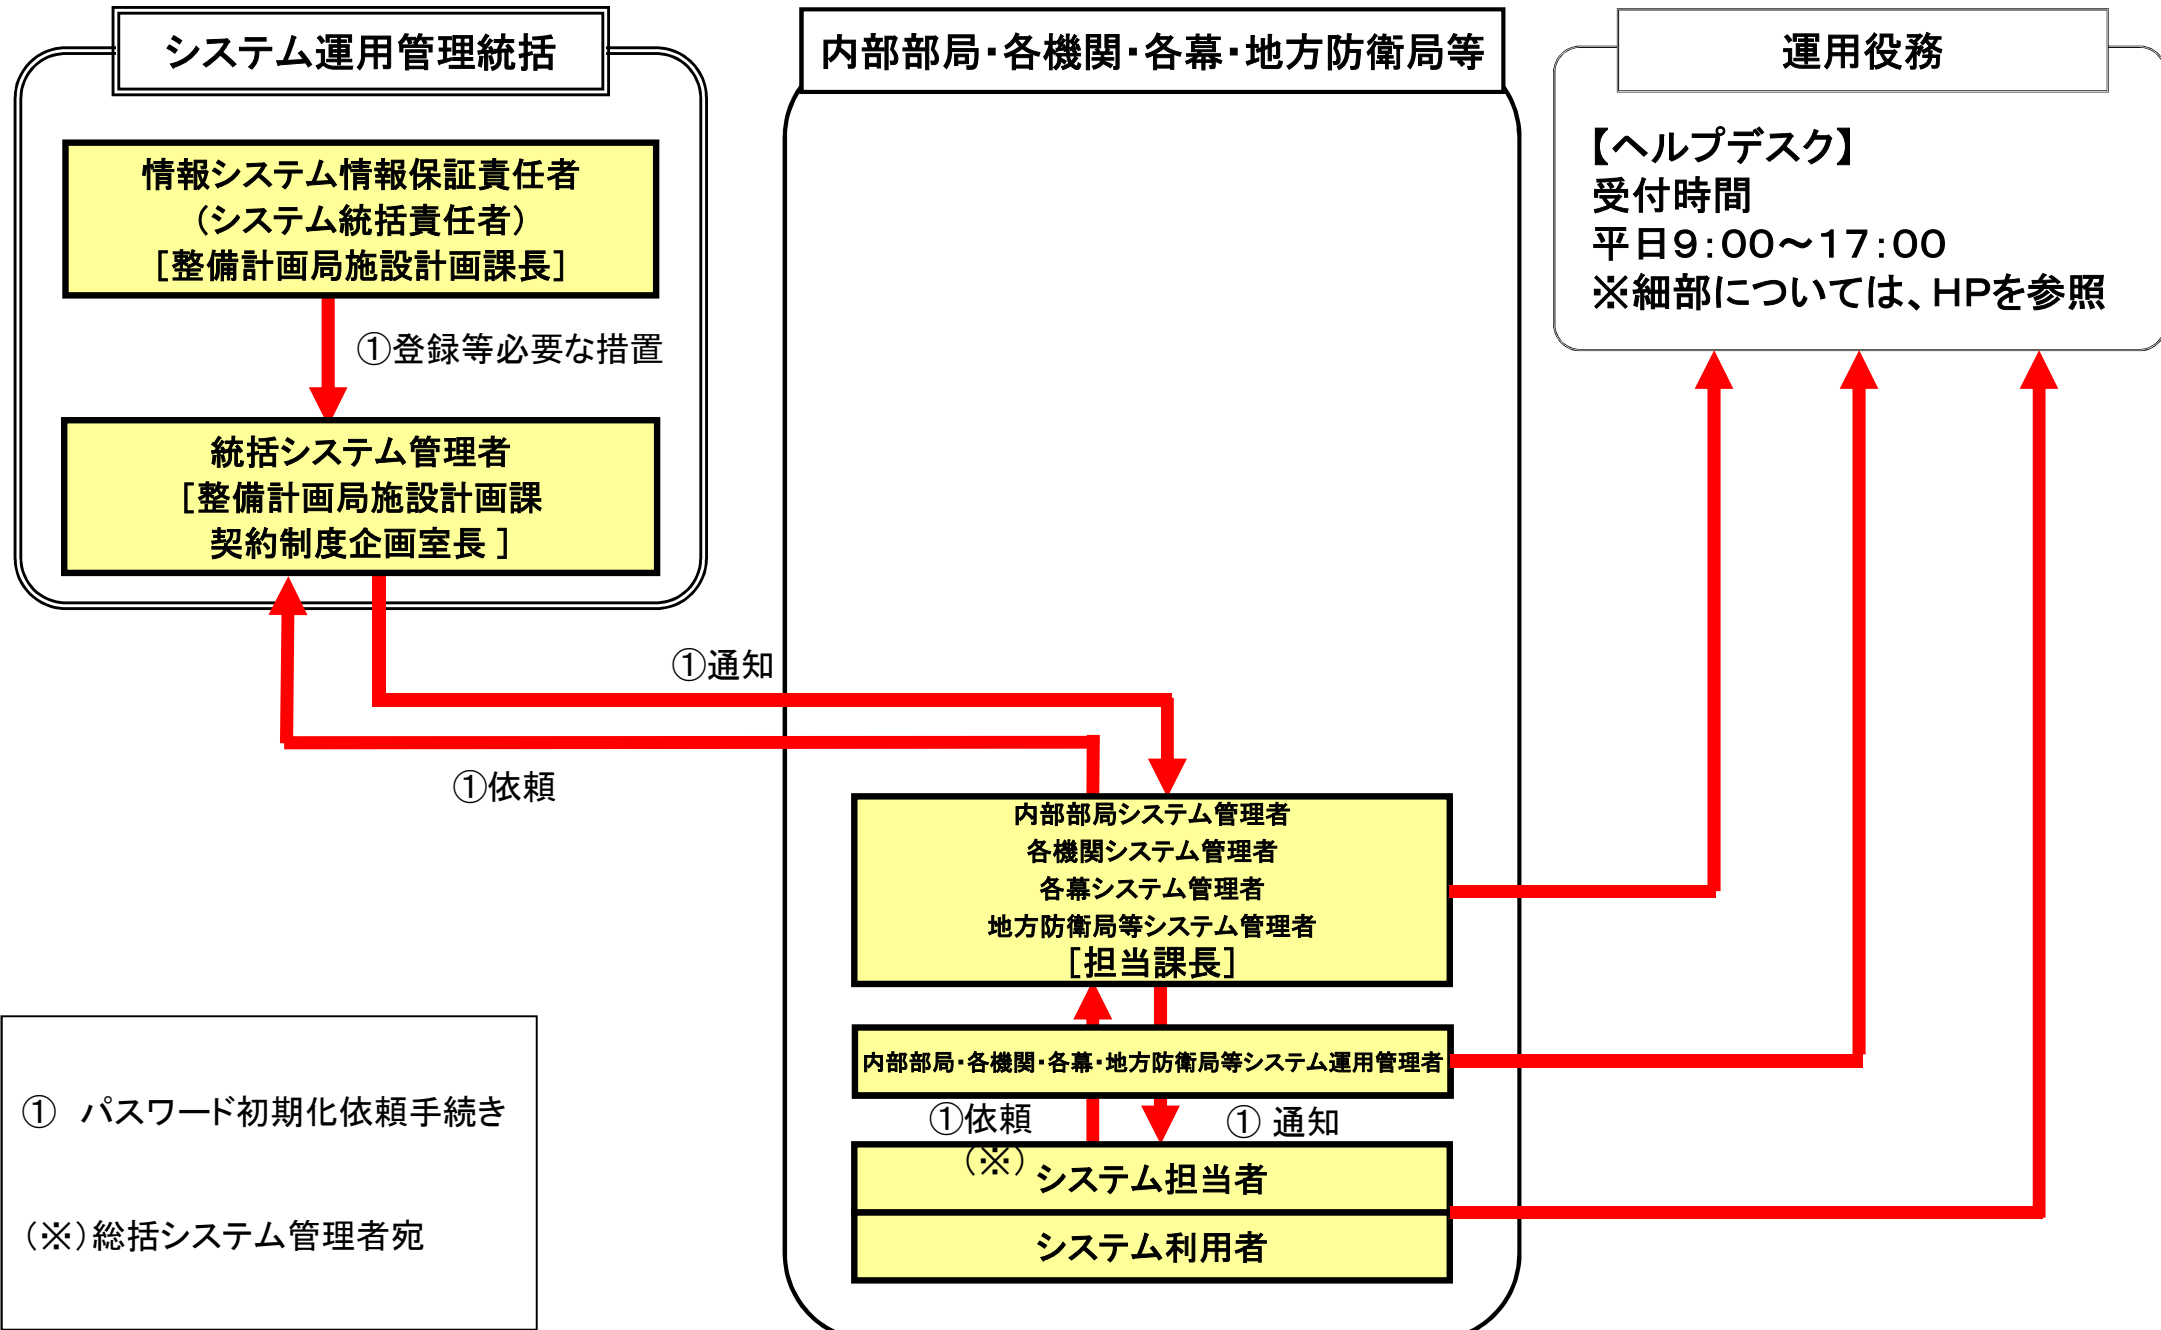 システム運用管理統括
情報システム情報保証責任者
（システム統括責任者）
［整備計画局施設計画課長］
①登録等必要な措置
統括システム管理者
［整備計画局施設計画課
契約制度企画室長 ］
①通知
①依頼
内部部局・各機関・各幕・地方防衛局等
内部部局システム管理者
各機関システム管理者
各幕システム管理者
地方防衛局等システム管理者
［担当課長］
内部部局・各機関・各幕・地方防衛局等システム運用管理者
①依頼
（※）
① 通知
システム担当者
システム利用者
運用役務
【ヘルプデスク】
受付時間
平日９：００～１７：００
※細部については、ＨＰを参照
①　パスワード初期化依頼手続き
（※）総括システム管理者宛